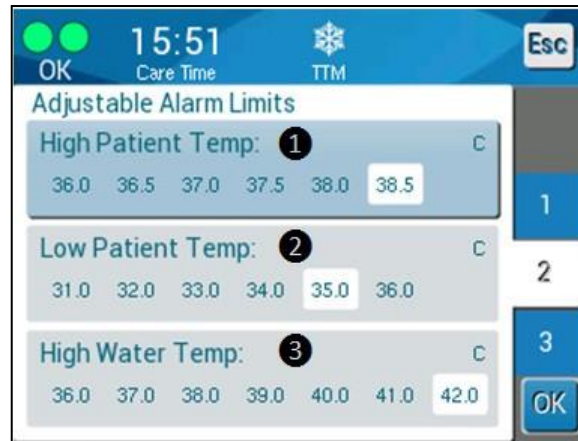 15:51 Esc
OK Care Time TTM
Adjustable Alarm Limits
High Patient Temp: 1 C
36.0 36.5 37.0 37.5 38.0 38.5
1
Low Patient Temp: 2 C
31.0 32.0 33.0 34.0 35.0 36.0
2
High Water Temp: 3 C
3
36.0 37.0 38.0 39.0 40.0 41.0 42.0
OK